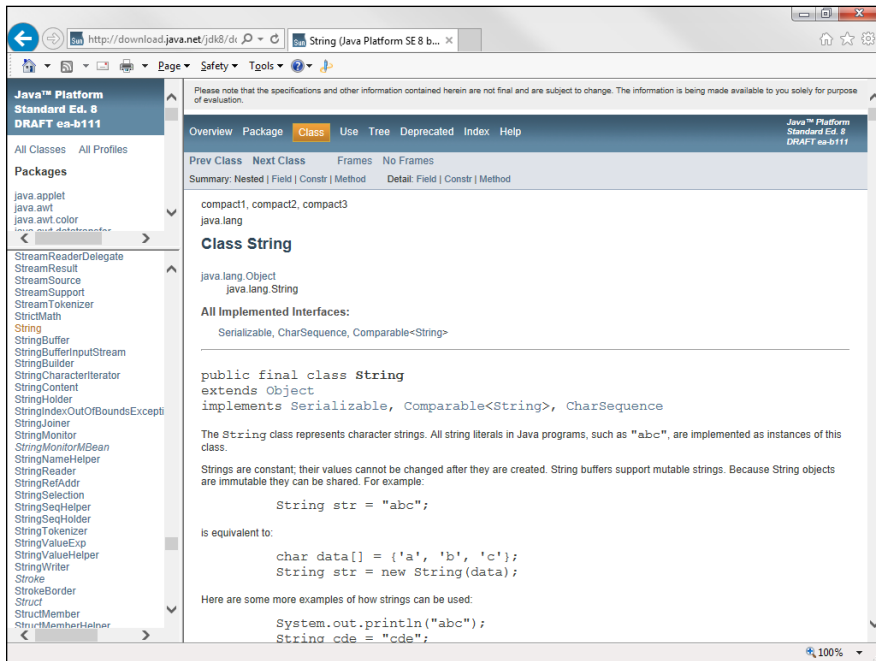 http://download.java.net/jdk8/dc
String (Java Platform SE 8 b...
Page Safety Tools
Java™ Platform
Standard Ed. 8
DRAFT ea-b111
All Classes All Profiles
Packages
java.applet
java.awt
java.awt.color
java.awt.datatransfer
StreamReaderDelegate
StreamResult
StreamSource
StreamSupport
StreamTokenizer
StrictMath
String
StringBuffer
StringBufferInputStream
StringBuilder
StringCharacterIterator
StringContent
StringHolder
StringIndexOutOfBoundsExcepti
StringJoiner
StringMonitor
StringMonitorMBean
StringNameHelper
StringReader
StringRefAddr
StringSelection
StringSeqHelper
StringSeqHolder
StringTokenizer
StringValueExp
StringValueHelper
StringWriter
Stroke
StrokeBorder
Struct
StructMember
StructMemberHelper
Please note that the specifications and other information contained herein are not final and are subject to change. The information is being made available to you solely for purpose
of evaluation.
Overview Package Class Use Tree Deprecated Index Help
Java™ Platform
Standard Ed. 8
DRAFT ea-b111
Prev Class Next Class Frames No Frames
Summary: Nested | Field | Constr | Method Detail: Field | Constr | Method
compact1, compact2, compact3
java.lang
Class String
java.lang.Object
java.lang.String
All Implemented Interfaces:
Serializable, CharSequence, Comparable<String>
public final class String
extends Object
implements Serializable, Comparable<String>, CharSequence
The String class represents character strings. All string literals in Java programs, such as "abc", are implemented as instances of this
class.
Strings are constant; their values cannot be changed after they are created. String buffers support mutable strings. Because String objects
are immutable they can be shared. For example:
String str = "abc";
is equivalent to:
char data[] = {'a', 'b', 'c'};
String str = new String(data);
Here are some more examples of how strings can be used:
System.out.println("abc");
String cde = "cde";
100%